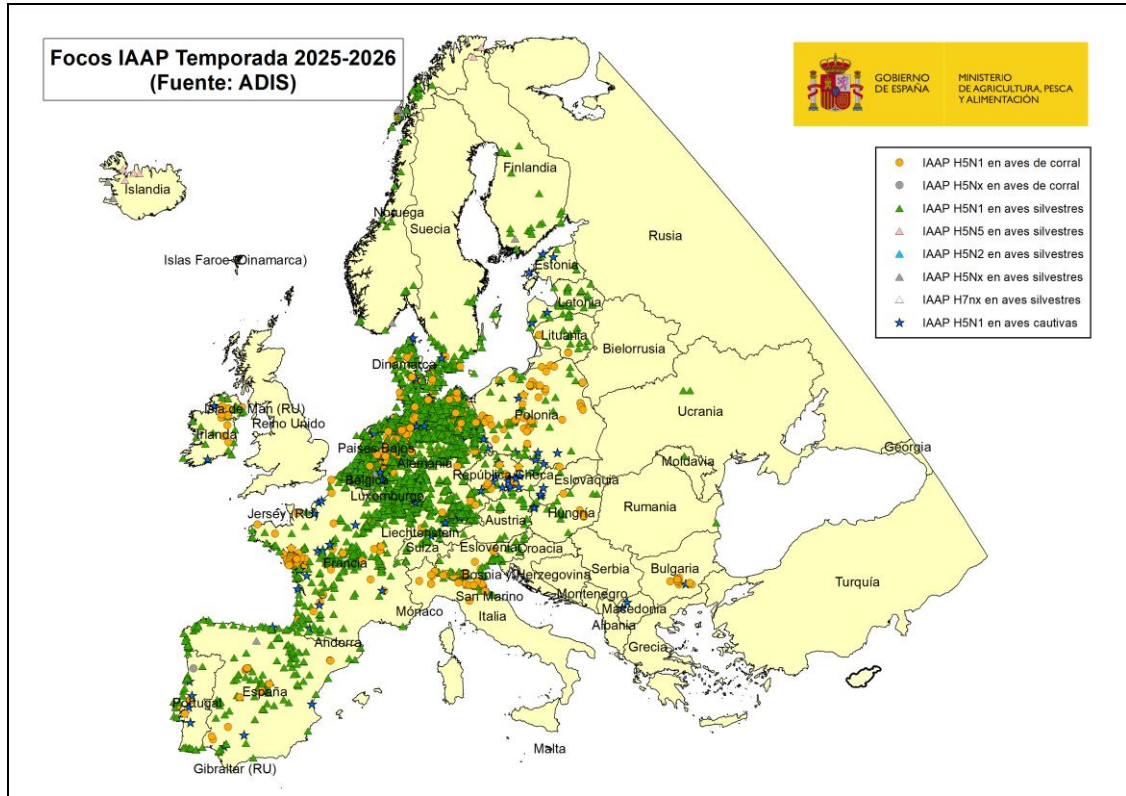 Focos IAAP Temporada 2025-2026
(Fuente: ADIS)
GOBIERNO
DE ESPAÑA
MINISTERIO
DE AGRICULTURA, PESCA
Y ALIMENTACIÓN
IAAP H5N1 en aves de corral
IAAP H5Nx en aves de corral
IAAP H5N1 en aves silvestres
IAAP H5N5 en aves silvestres
IAAP H5N2 en aves silvestres
IAAP H5Nx en aves silvestres
IAAP H7nx en aves silvestres
IAAP H5N1 en aves cautivas
Islandia
Finlandia
Noruega
Suecia
Rusia
Islas Faroe (Dinamarca)
Estonia
Letonia
Lituania
Dinamarca
Bielorrusia
Isla de Man (RU)
Reino Unido
Irlanda
Polonia
Ucrania
Países Bajos
Alemania
Bélgica
República Checa
Georgia
Moldavia
Luxemburgo
Eslovaquia
Jersey (RU)
Austria
Hungría
Rumania
Liechtenstein
Suiza
Eslovenia
Croacia
Francia
Bosnia y Herzegovina
Serbia
Bulgaria
San Marino
Montenegro
Turquía
Mónaco
Italia
Macedonia
Albania
Andorra
Grecia
España
Portugal
Malta
Gibraltar (RU)